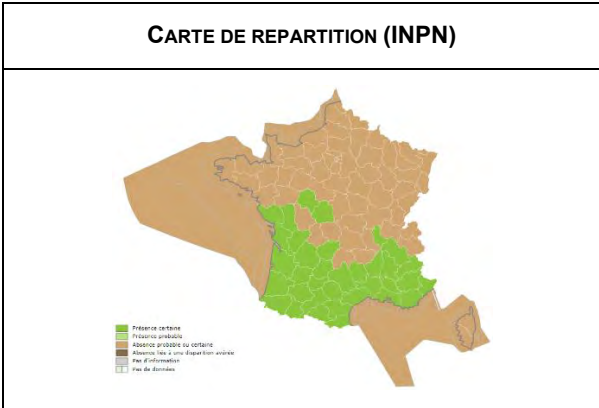 CARTE DE REPARTITION (INPN)
Présence certaine
Présence probable
Absence probable ou certaine
Absence liée à une disparition avérée
Pas d'information
Pas de données